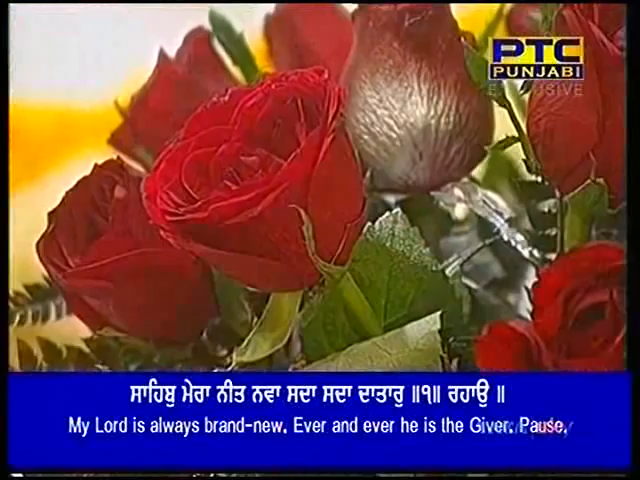 PTC
PUNJABI
EXCLUSIVE
ਸਾਹਿਬੁ ਮੇਰਾ ਨੀਤ ਨਵਾ ਸਦਾ ਸਦਾ ਦਾਤਾਰੁ ॥੧॥ ਰਹਾਉ ॥
My Lord is always brand-new. Ever and ever he is the Giver. Pause.